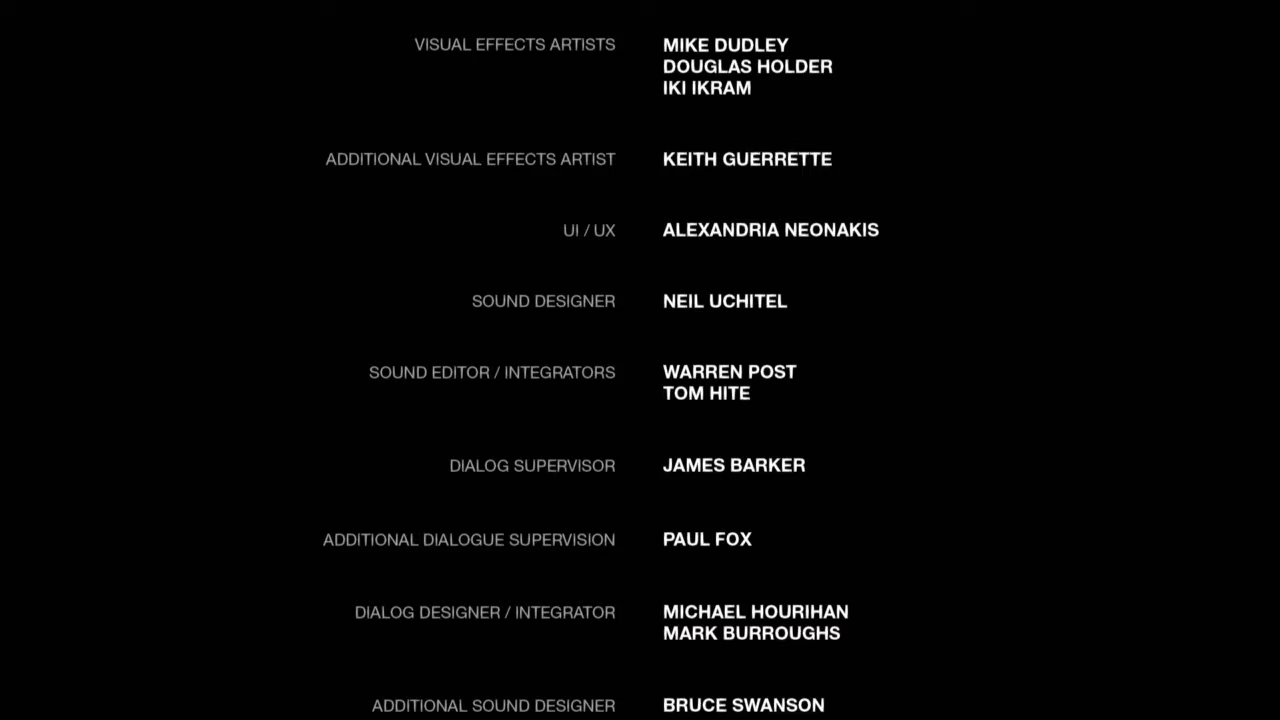 VISUAL EFFECTS ARTISTS MIKE DUDLEY
DOUGLAS HOLDER
IKI IKRAM
ADDITIONAL VISUAL EFFECTS ARTIST KEITH GUERRETTE
UI / UX ALEXANDRIA NEONAKIS
SOUND DESIGNER NEIL UCHITEL
SOUND EDITOR / INTEGRATORS WARREN POST
TOM HITE
DIALOG SUPERVISOR JAMES BARKER
ADDITIONAL DIALOGUE SUPERVISION PAUL FOX
DIALOG DESIGNER / INTEGRATOR MICHAEL HOURIHAN
MARK BURROUGHS
ADDITIONAL SOUND DESIGNER BRUCE SWANSON